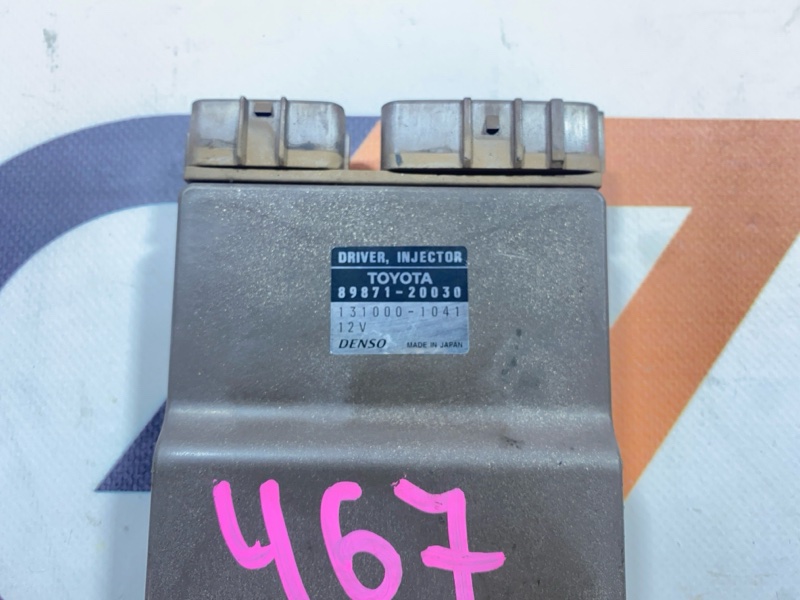 DRIVER, INJECTOR
TOYOTA
89871-20030
131000-1041
12V
DENSO MADE IN JAPAN
467